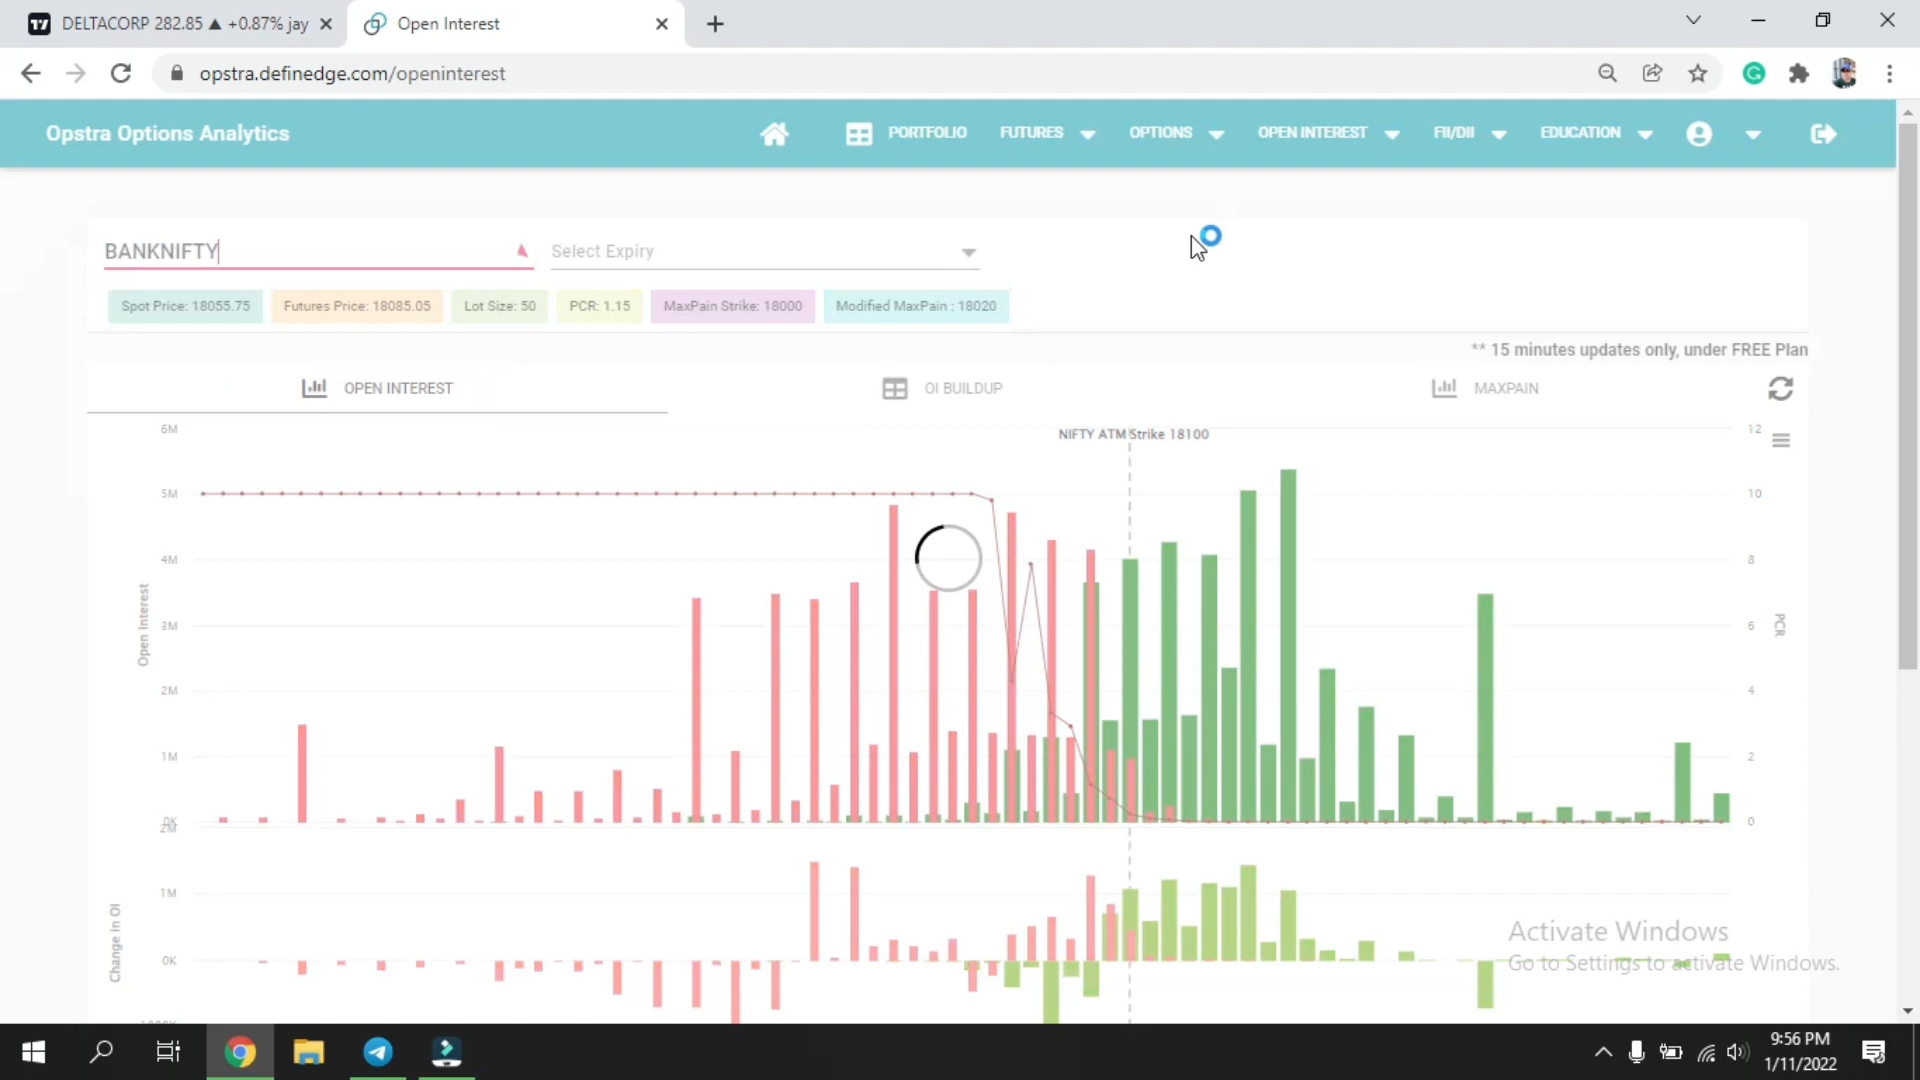 DELTACORP 282.85 ▲ +0.87% jay
Open Interest
opstra.definedge.com/openinterest
Opstra Options Analytics
PORTFOLIO
FUTURES
OPTIONS
OPEN INTEREST
FII/DII
EDUCATION
BANKNIFTY
Select Expiry
Spot Price: 18055.75
Futures Price: 18085.05
Lot Size: 50
PCR: 1.15
MaxPain Strike: 18000
Modified MaxPain : 18020
** 15 minutes updates only, under FREE Plan
OPEN INTEREST
OI BUILDUP
MAXPAIN
NIFTY ATM Strike 18100
6M
5M
4M
3M
2M
1M
0K
Open Interest
12
10
8
6
4
2
0
PCR
2M
1M
0K
Change in OI
Activate Windows
Go to Settings to activate Windows.
9:56 PM
1/11/2022